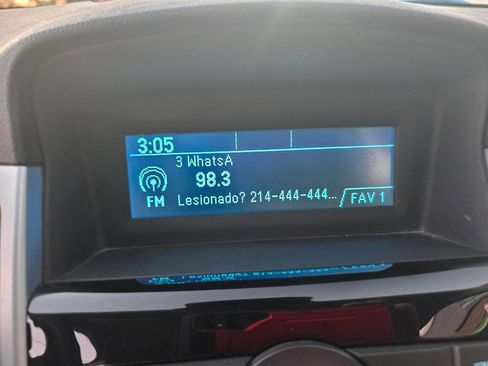 3:05
3 WhatsA
98.3
FM
Lesionado? 214-444-444...
FAV 1